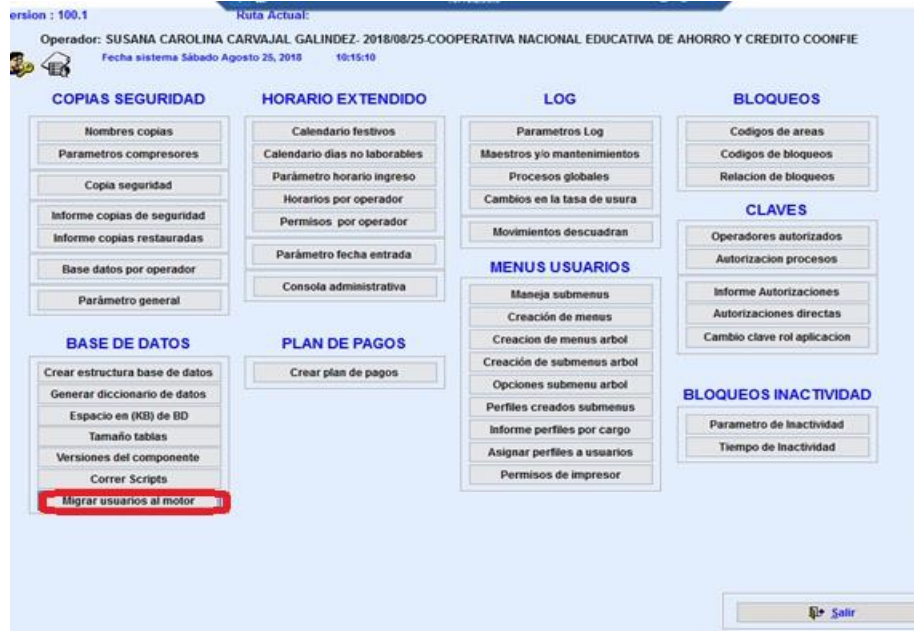 ersion : 100.1
Ruta Actual:
Operador: SUSANA CAROLINA CARVAJAL GALINDEZ- 2018/08/25-COOPERATIVA NACIONAL EDUCATIVA DE AHORRO Y CREDITO COONFIE
Fecha sistema Sábado Agosto 25, 2018 10:15:10
COPIAS SEGURIDAD
Nombres copias
Parametros compresores
Copia seguridad
Informe copias de seguridad
Informe copias restauradas
Base datos por operador
Parámetro general
BASE DE DATOS
Crear estructura base de datos
Generar diccionario de datos
Espacio en (KB) de BD
Tamaño tablas
Versiones del componente
Correr Scripts
Migrar usuarios al motor
HORARIO EXTENDIDO
Calendario festivos
Calendario dias no laborables
Parámetro horario ingreso
Horarios por operador
Permisos por operador
Parámetro fecha entrada
Consola administrativa
PLAN DE PAGOS
Crear plan de pagos
LOG
Parametros Log
Maestros y/o mantenimientos
Procesos globales
Cambios en la tasa de usura
Movimientos descuadran
MENUS USUARIOS
Maneja submenus
Creación de menus
Creacion de menus arbol
Creación de submenus arbol
Opciones submenu arbol
Perfiles creados submenus
Informe perfiles por cargo
Asignar perfiles a usuarios
Permisos de impresor
BLOQUEOS
Codigos de areas
Codigos de bloqueos
Relacion de bloqueos
CLAVES
Operadores autorizados
Autorizacion procesos
Informe Autorizaciones
Autorizaciones directas
Cambio clave rol aplicacion
BLOQUEOS INACTIVIDAD
Parametro de Inactividad
Tiempo de Inactividad
Salir